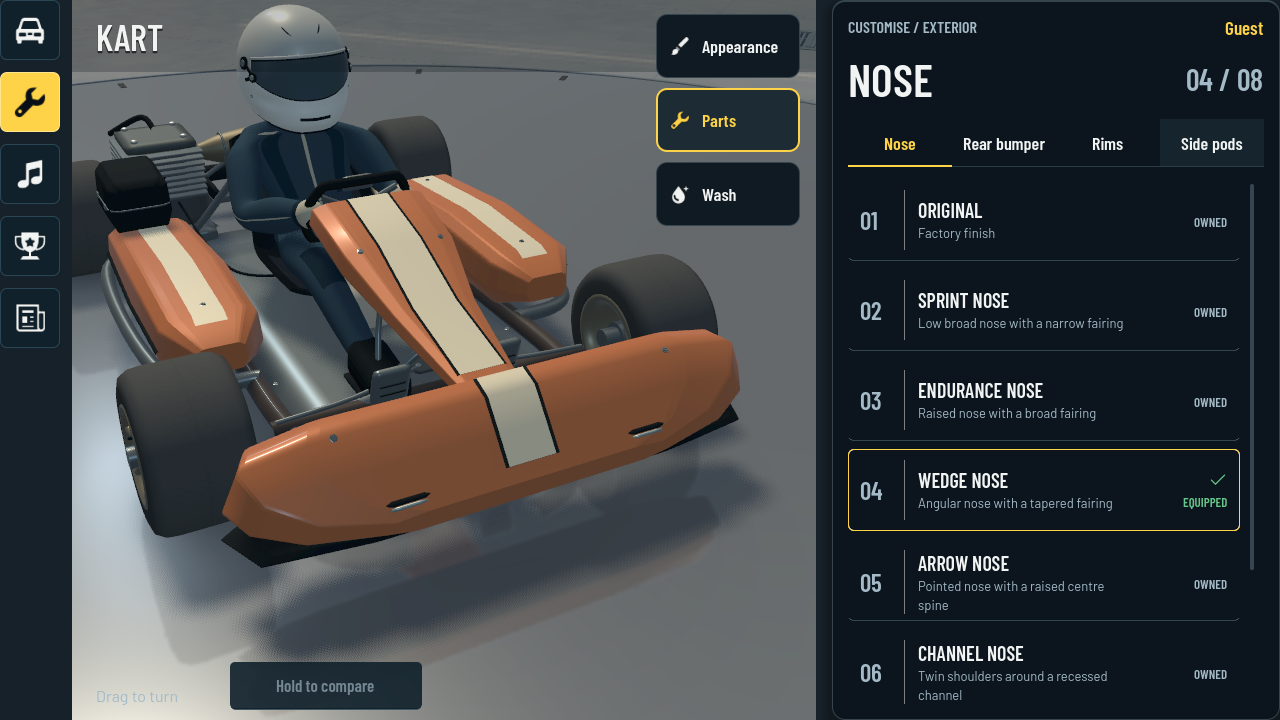 KART
Appearance
Parts
Wash
Drag to turn
Hold to compare
CUSTOMISE / EXTERIOR
Guest
NOSE
04 / 08
Nose
Rear bumper
Rims
Side pods
01
ORIGINAL
Factory finish
OWNED
02
SPRINT NOSE
Low broad nose with a narrow fairing
OWNED
03
ENDURANCE NOSE
Raised nose with a broad fairing
OWNED
04
WEDGE NOSE
Angular nose with a tapered fairing
EQUIPPED
05
ARROW NOSE
Pointed nose with a raised centre
spine
OWNED
06
CHANNEL NOSE
Twin shoulders around a recessed
channel
OWNED